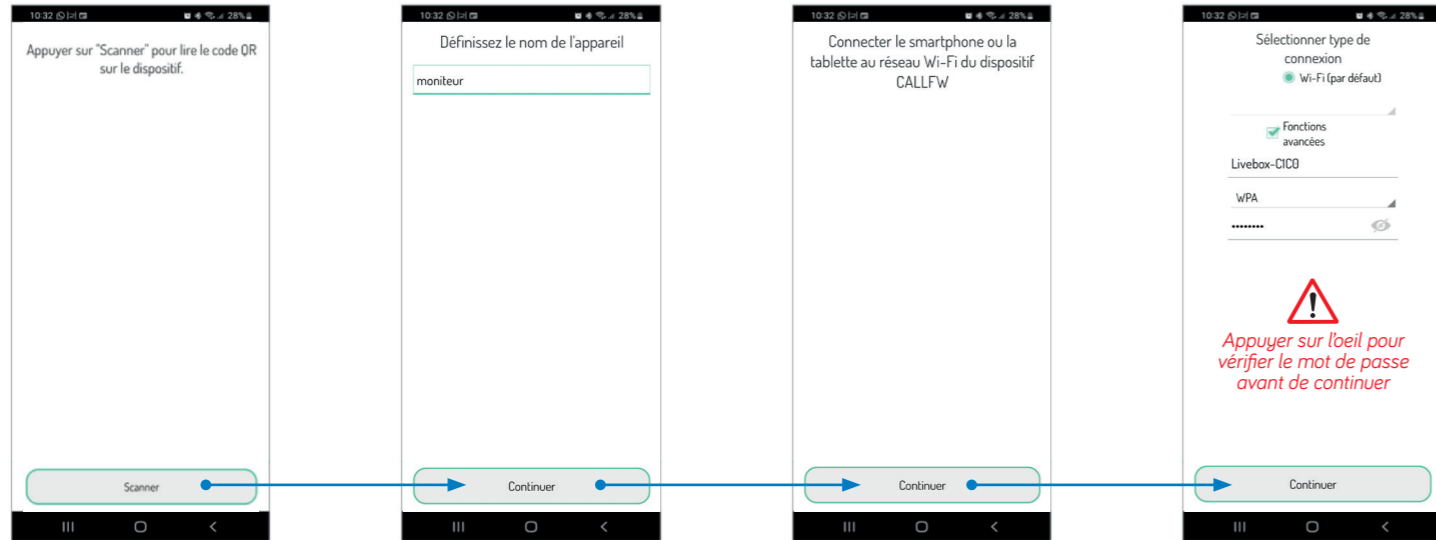 10:32 28%
Appuyer sur "Scanner" pour lire le code QR
sur le dispositif.
Scanner
10:32 28%
Définissez le nom de l'appareil
moniteur
Continuer
10:32 28%
Connecter le smartphone ou la
tablette au réseau Wi-Fi du dispositif
CALLFW
Continuer
10:32 28%
Sélectionner type de
connexion
Wi-Fi (par défaut)
Fonctions
avancées
Livebox-C1C0
WPA
••••••••
Appuyer sur l'oeil pour
vérifier le mot de passe
avant de continuer
Continuer